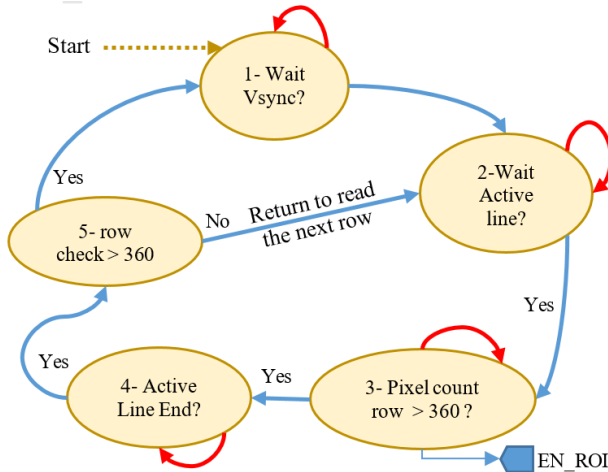 Start
1- Wait
Vsync?
2-Wait
Active
line?
Yes
3- Pixel count
row > 360 ?
EN_ROI
Yes
4- Active
Line End?
Yes
5- row
check > 360
Yes
No
Return to read
the next row